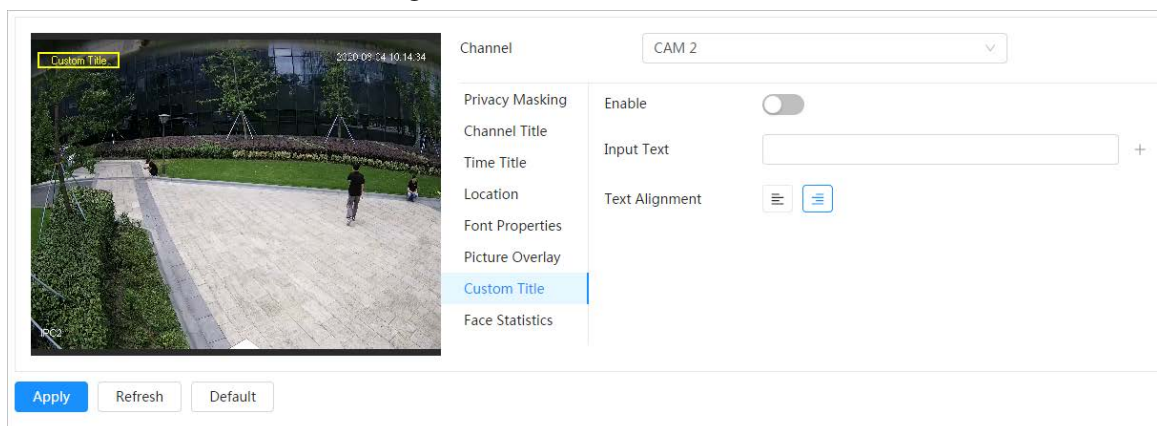 Custom Title
2020-09-04 10:14:34
IPC2
Channel
CAM 2
Privacy Masking
Channel Title
Time Title
Location
Font Properties
Picture Overlay
Custom Title
Face Statistics
Enable
Input Text
+
Text Alignment
Apply
Refresh
Default